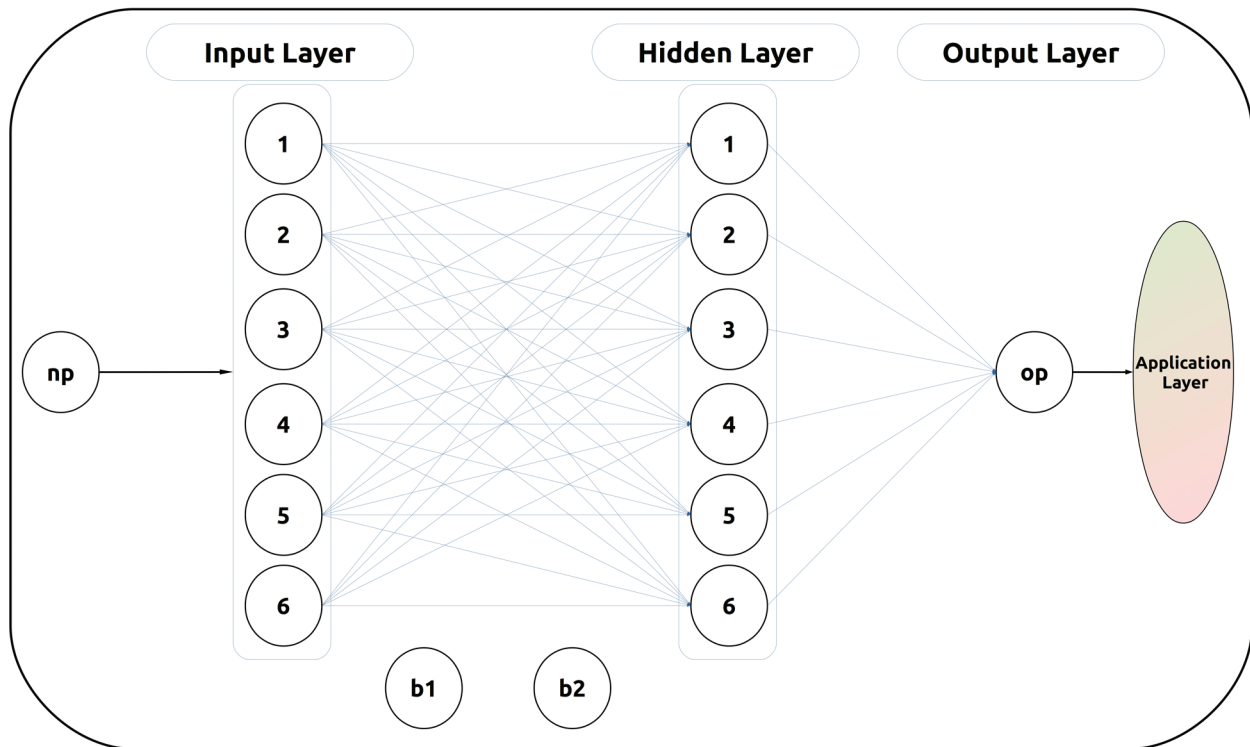 Input Layer
Hidden Layer
Output Layer
1
2
3
4
5
6
1
2
3
4
5
6
np
op
Application
Layer
b1
b2